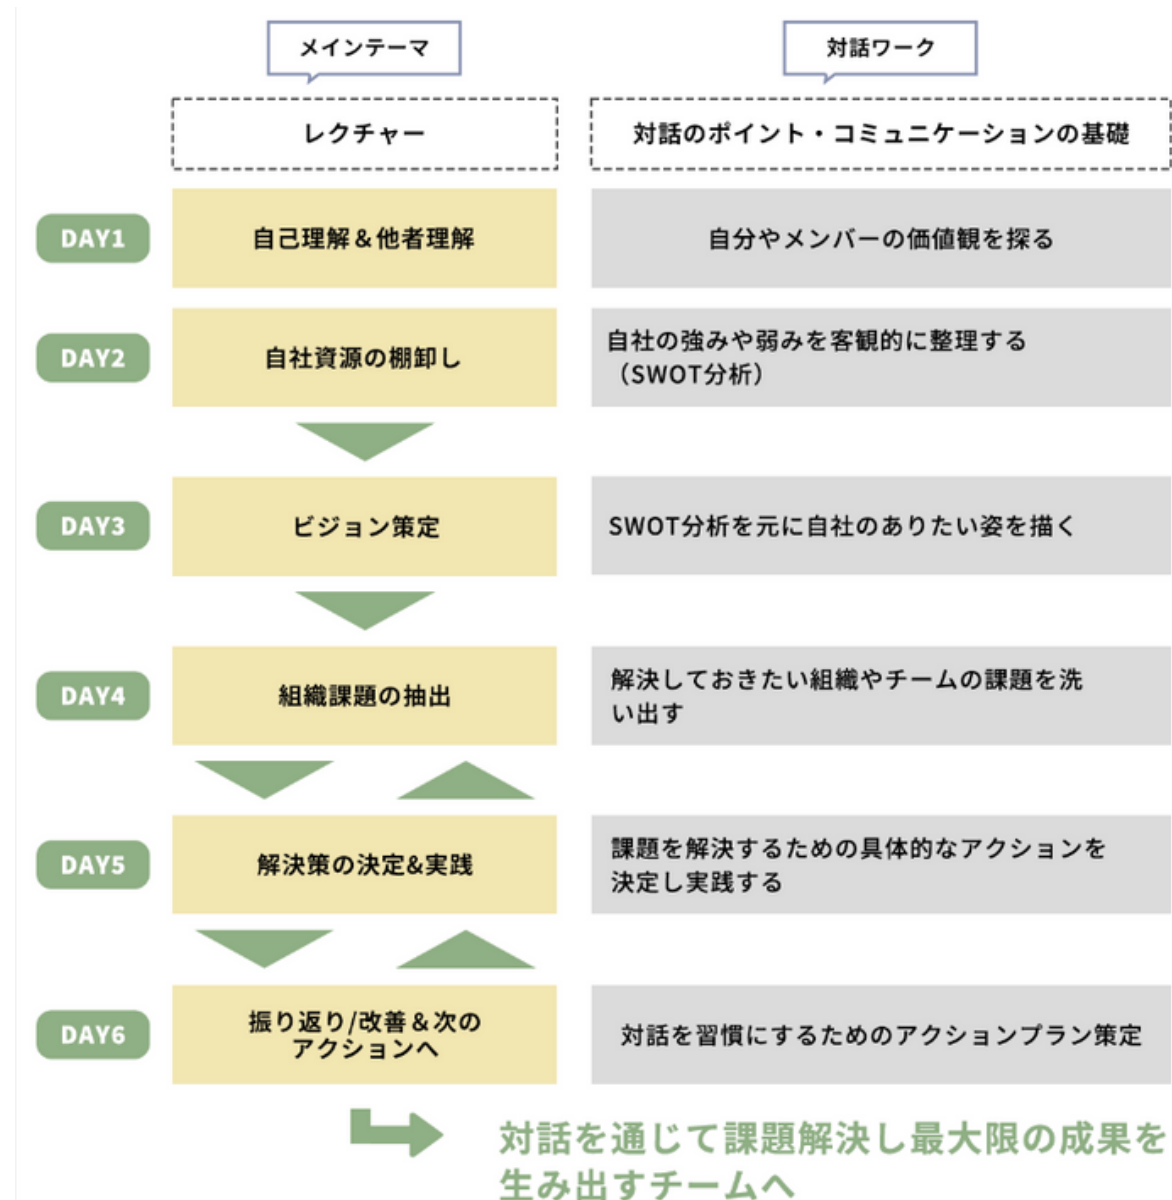 メインテーマ
対話ワーク
レクチャー
対話のポイント・コミュニケーションの基礎
DAY1
自己理解＆他者理解
自分やメンバーの価値観を探る
DAY2
自社資源の棚卸し
自社の強みや弱みを客観的に整理する
（SWOT分析）
DAY3
ビジョン策定
SWOT分析を元に自社のありたい姿を描く
DAY4
組織課題の抽出
解決しておきたい組織やチームの課題を洗
い出す
DAY5
解決策の決定&実践
課題を解決するための具体的なアクションを
決定し実践する
DAY6
振り返り/改善＆次の
アクションへ
対話を習慣にするためのアクションプラン策定
対話を通じて課題解決し最大限の成果を
生み出すチームへ